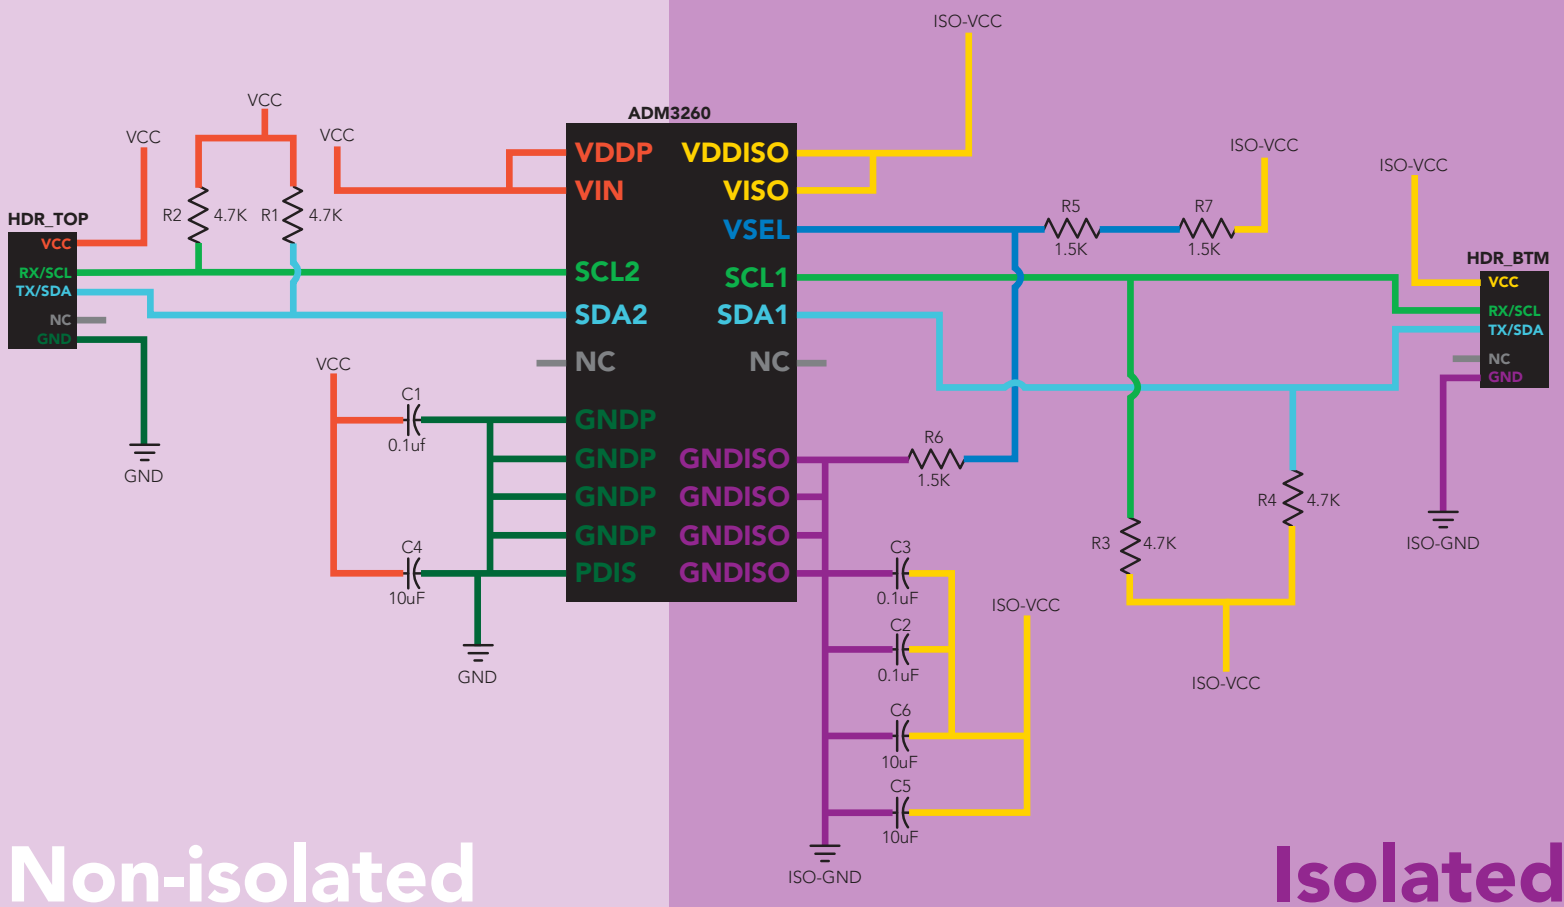 ISO-VCC
VCC
ADM3260
VCC
VCC
ISO-VCC
ISO-VCC
VDDP VDDISO
VIN VISO
HDR_TOP
R2 4.7K R1 4.7K
VSEL
R5
1.5K
R7
1.5K
VCC
RX/SCL
TX/SDA
NC
GND
GND
SCL2 SCL1
SDA2 SDA1
NC NC
HDR_BTM
VCC
RX/SCL
TX/SDA
NC
GND
ISO-GND
VCC
C1
0.1uf
C4
10uF
GND
GNDP
GNDP GNDISO
GNDP GNDISO
GNDP GNDISO
PDIS GNDISO
R6
1.5K
R3 4.7K
R4 4.7K
ISO-VCC
C3
0.1uF
C2
0.1uF
C6
10uF
C5
10uF
ISO-VCC
ISO-GND
Non-isolated
Isolated